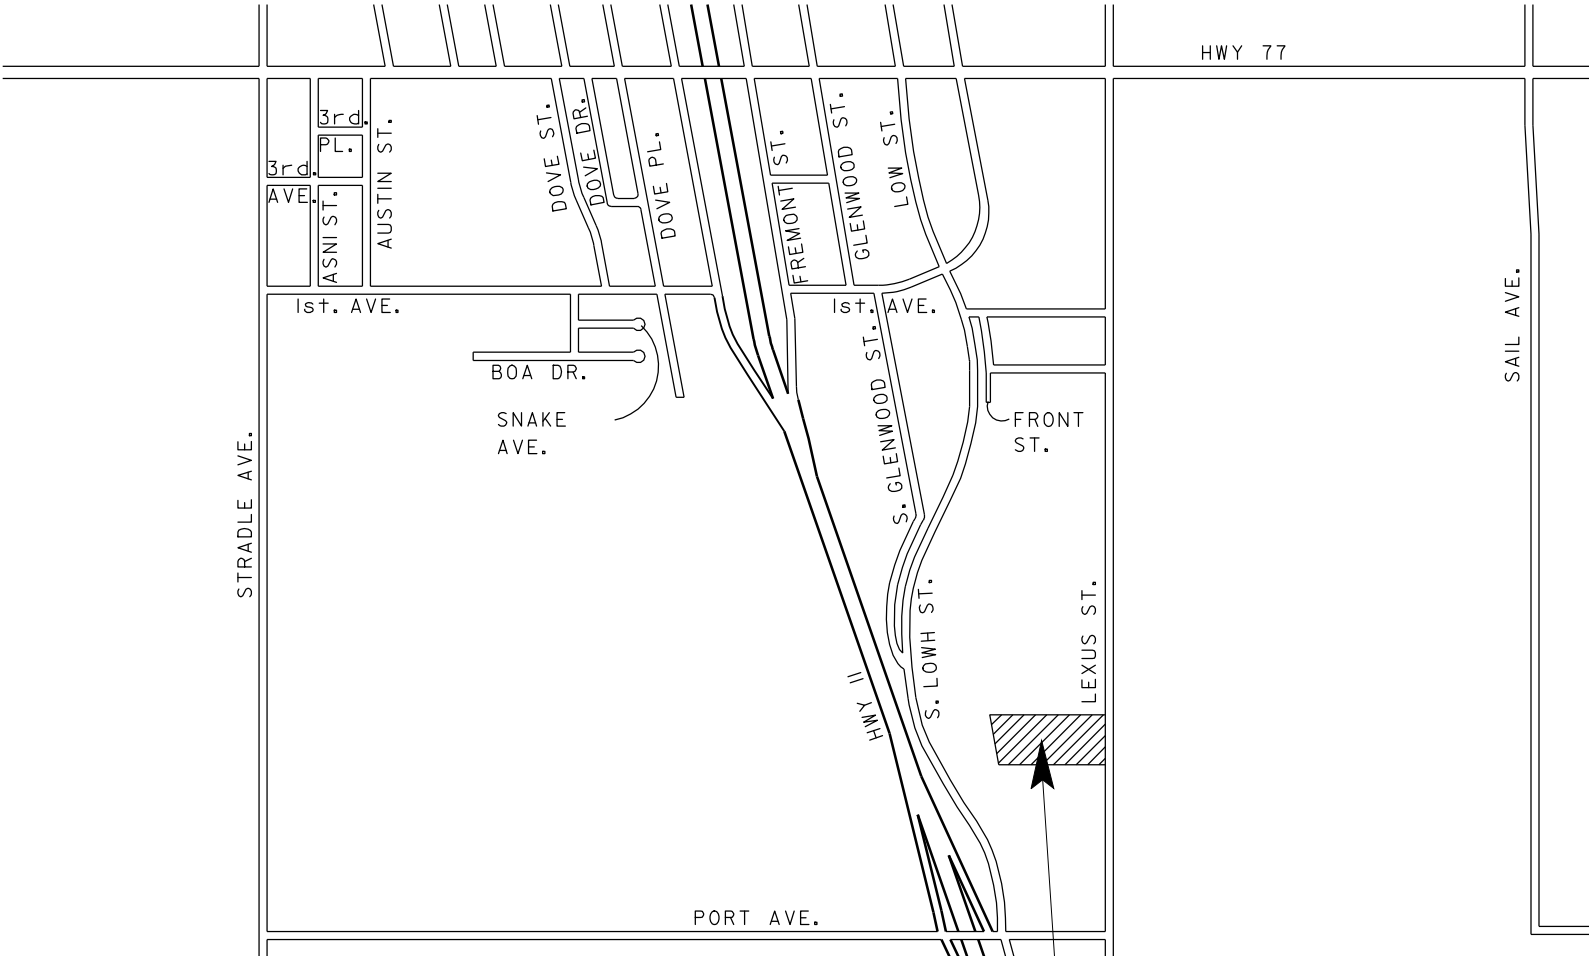 HWY 77
3rd.
PL.
3rd.
AVE.
ASNI ST.
AUSTIN ST.
DOVE ST.
DOVE DR.
DOVE PL.
FREMONT ST.
GLENWOOD ST.
LOW ST.
1st. AVE.
1st. AVE.
BOA DR.
SNAKE
AVE.
S. GLENWOOD ST.
FRONT
ST.
SAIL AVE.
STRADLE AVE.
S. LOWH ST.
LEXUS ST.
HWY 11
PORT AVE.